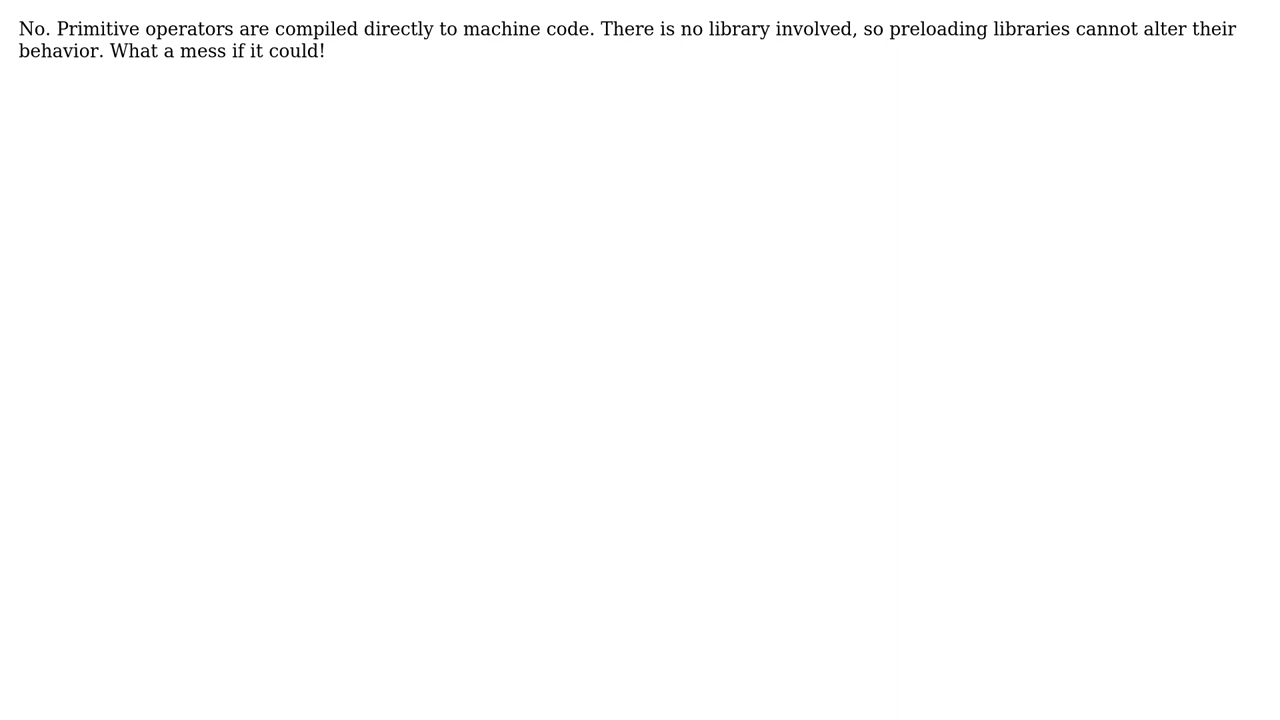 No. Primitive operators are compiled directly to machine code. There is no library involved, so preloading libraries cannot alter their
behavior. What a mess if it could!